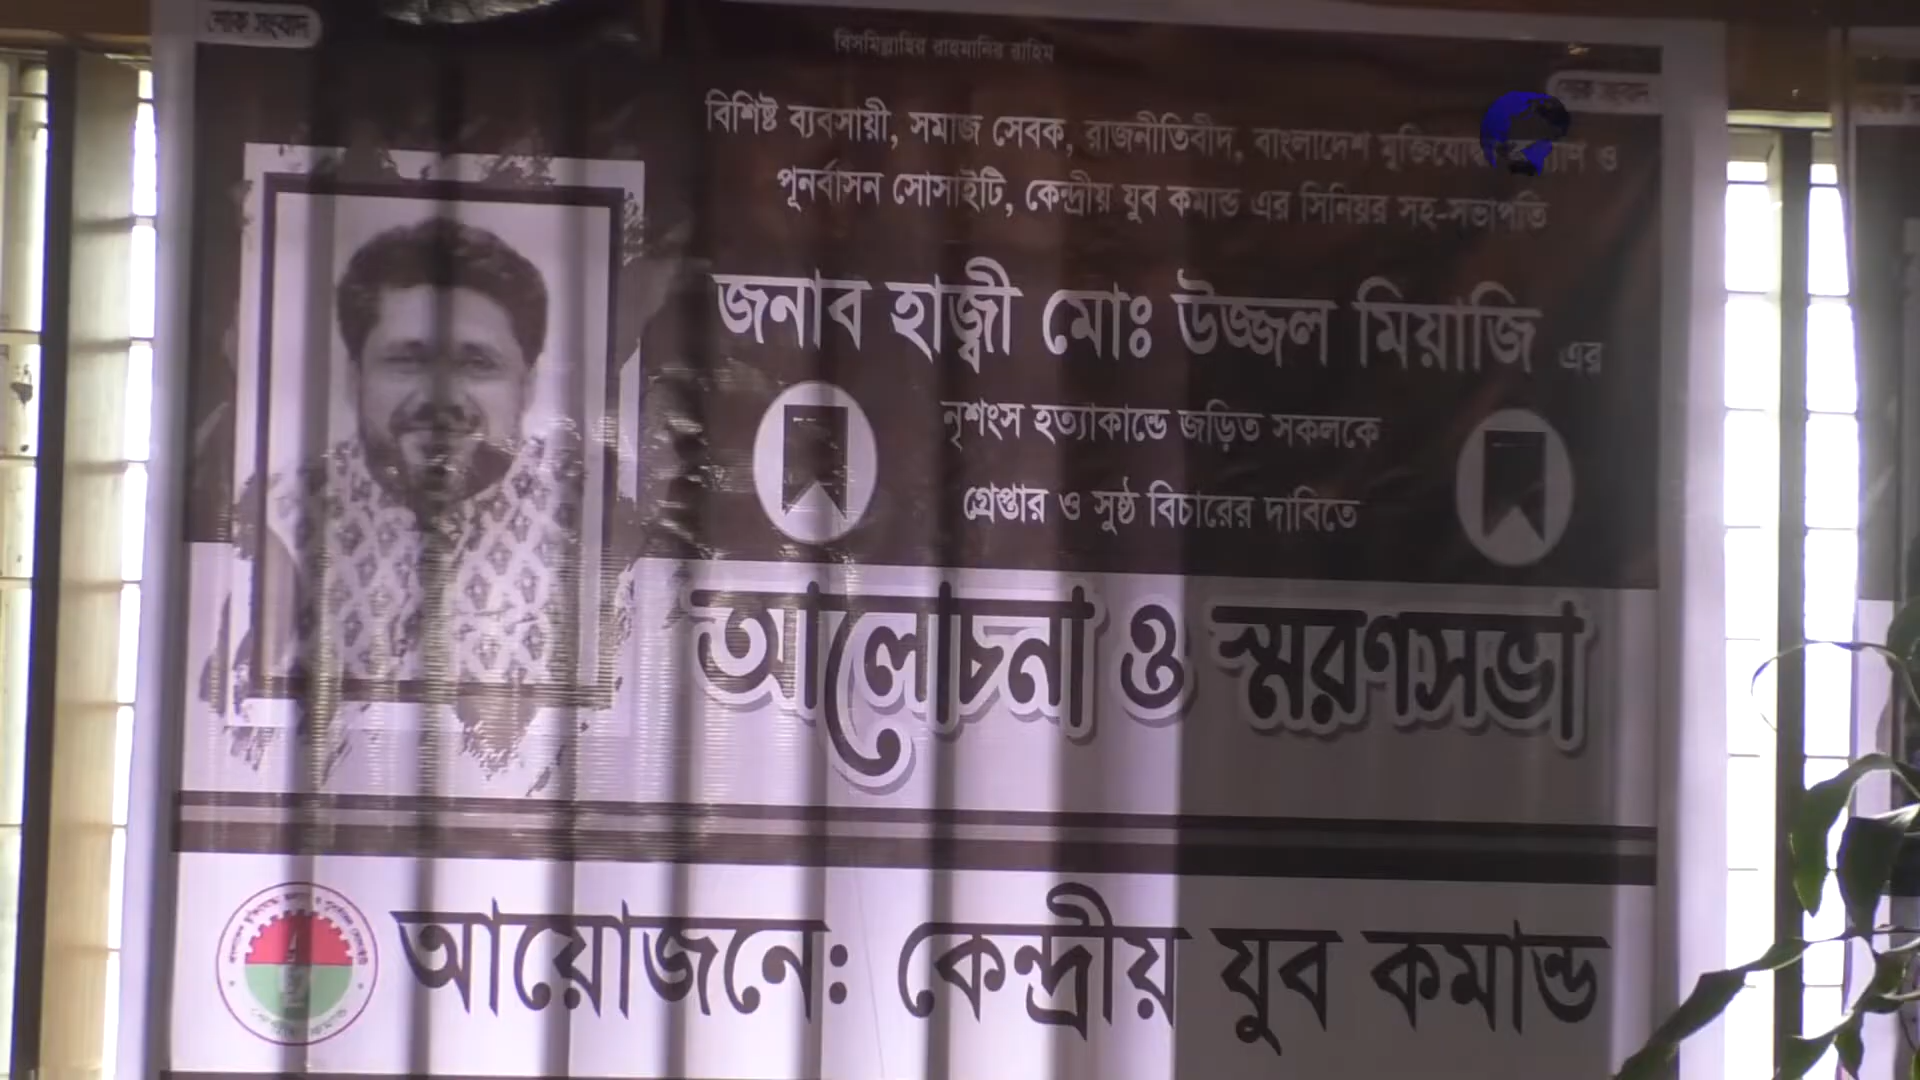 শোক সংবাদ
বিসমিল্লাহির রাহমানির রাহিম
শোক সংবাদ
বিশিষ্ট ব্যবসায়ী, সমাজ সেবক, রাজনীতিবীদ, বাংলাদেশ মুক্তিযোদ্ধা ও
পূনর্বাসন সোসাইটি, কেন্দ্রীয় যুব কমান্ড এর সিনিয়র সহ-সভাপতি
জনাব হাজ্বী মোঃ উজ্জল মিয়াজি এর
নৃশংস হত্যাকান্ডে জড়িত সকলকে
গ্রেপ্তার ও সুষ্ঠ বিচারের দাবিতে
আলোচনা ও স্মরণসভা
আয়োজনে: কেন্দ্রীয় যুব কমান্ড